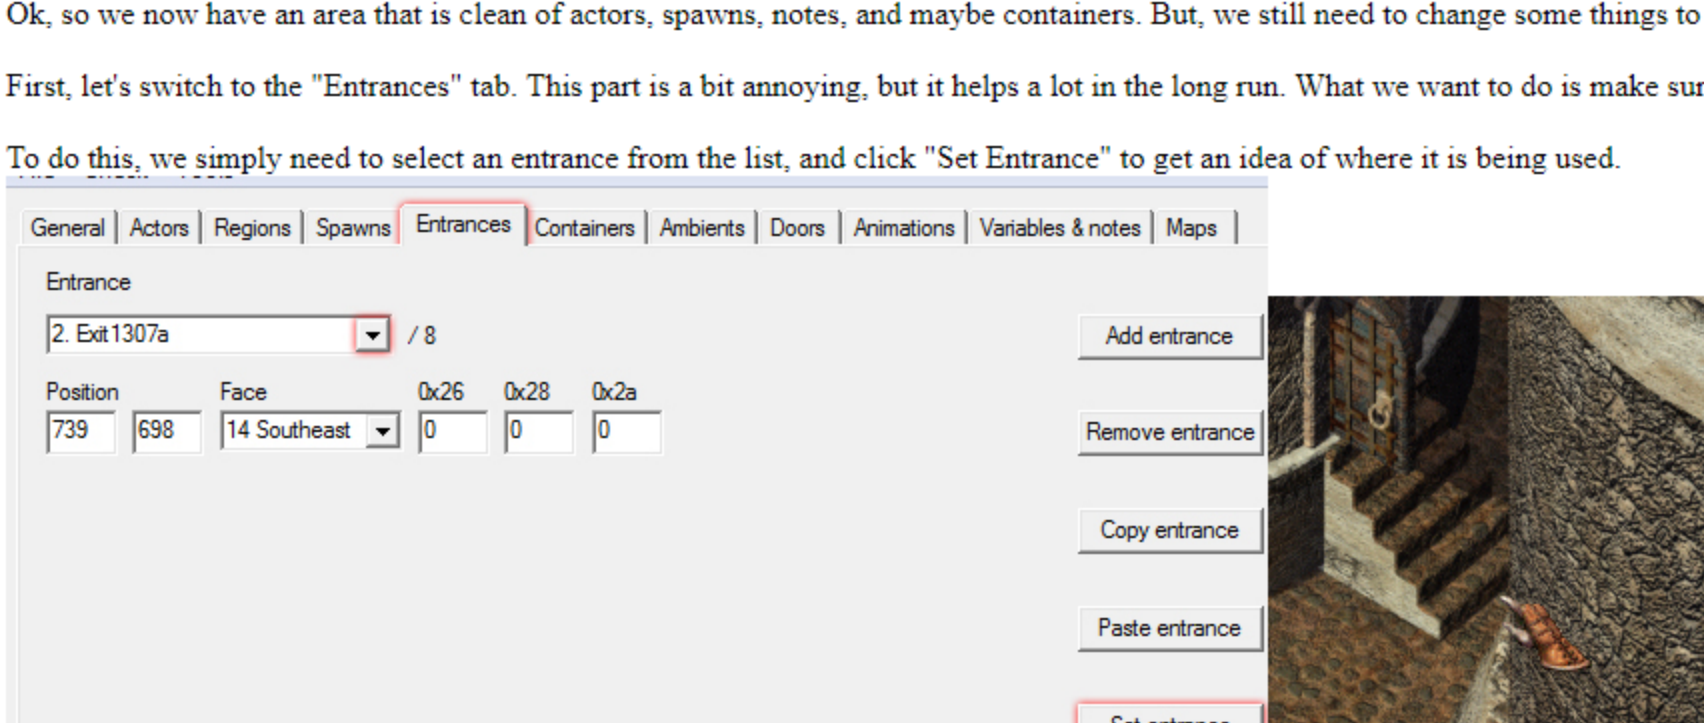 Ok, so we now have an area that is clean of actors, spawns, notes, and maybe containers. But, we still need to change some things to
First, let's switch to the "Entrances" tab. This part is a bit annoying, but it helps a lot in the long run. What we want to do is make sur
To do this, we simply need to select an entrance from the list, and click "Set Entrance" to get an idea of where it is being used.
General Actors Regions Spawns Entrances Containers Ambients Doors Animations Variables & notes Maps
Entrance
2. Exit1307a / 8 Add entrance
Position Face 0x26 0x28 0x2a
739 698 14 Southeast 0 0 0 Remove entrance
Copy entrance
Paste entrance
Set entrance